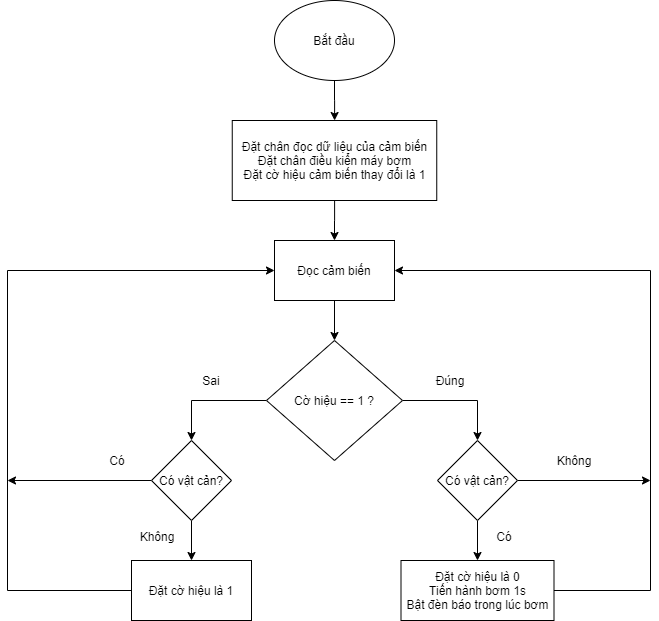 Bắt đầu
Đặt chân đọc dữ liệu của cảm biến
Đặt chân điều kiển máy bơm
Đặt cờ hiệu cảm biến thay đổi là 1
Đọc cảm biến
Sai
Cờ hiệu == 1 ?
Đúng
Có
Có vật cản?
Có vật cản?
Không
Không
Có
Đặt cờ hiệu là 1
Đặt cờ hiệu là 0
Tiến hành bơm 1s
Bật đèn báo trong lúc bơm